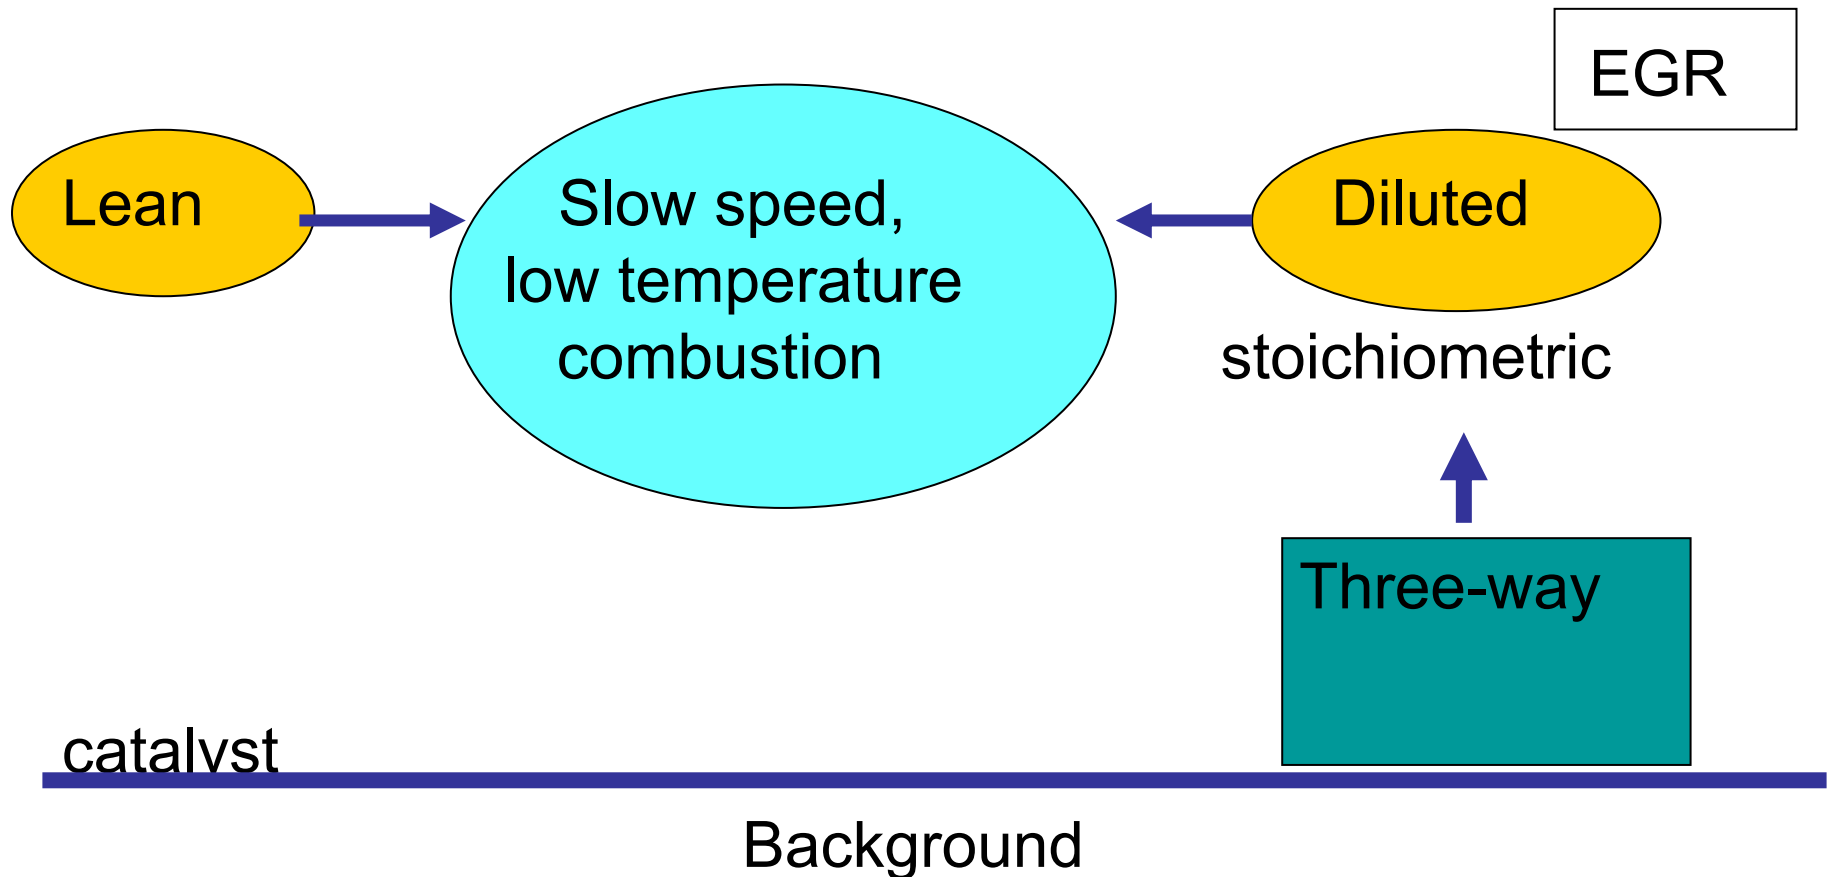 EGR
Lean
Slow speed,
low temperature
combustion
Diluted
stoichiometric
Three-way
catalyst
Background